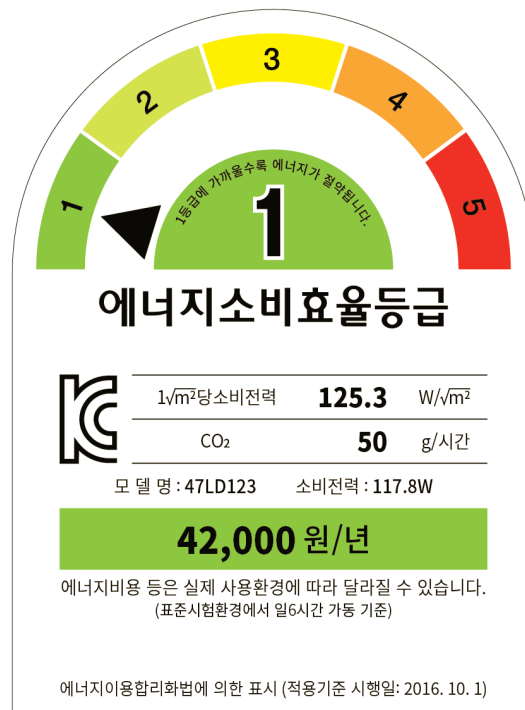 1
2
3
4
5
1등급에 가까울수록 에너지가 절약됩니다.
1
에너지소비효율등급
1√m²당소비전력 125.3 W/√m²
CO₂ 50 g/시간
모 델 명 : 47LD123 소비전력 : 117.8W
42,000 원/년
에너지비용 등은 실제 사용환경에 따라 달라질 수 있습니다.
(표준시험환경에서 일6시간 가동 기준)
에너지이용합리화법에 의한 표시 (적용기준 시행일: 2016. 10. 1)